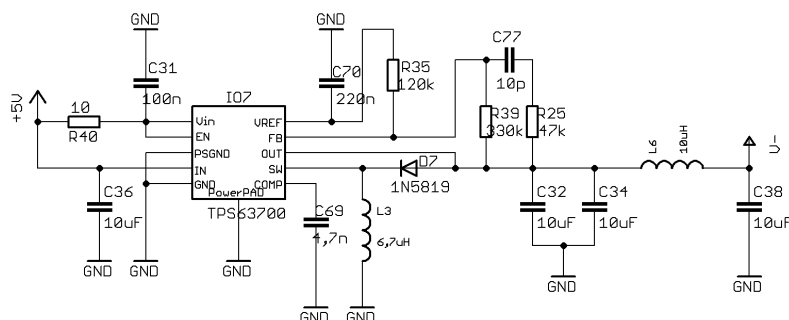 GND
GND
C77
C31
100n
C70
220n
R35
120k
10p
+5V
10
R40
IO7
Vin
EN
PSGND
IN
GND
PowerPAD
VREF
FB
OUT
SW
COMP
TPS63700
R39
330k
R25
47k
D7
1N5819
L6
10uH
V-
C36
10uF
C69
4,7n
L3
6,7uH
C32
10uF
C34
10uF
C38
10uF
GND
GND
GND
GND
GND
GND
GND